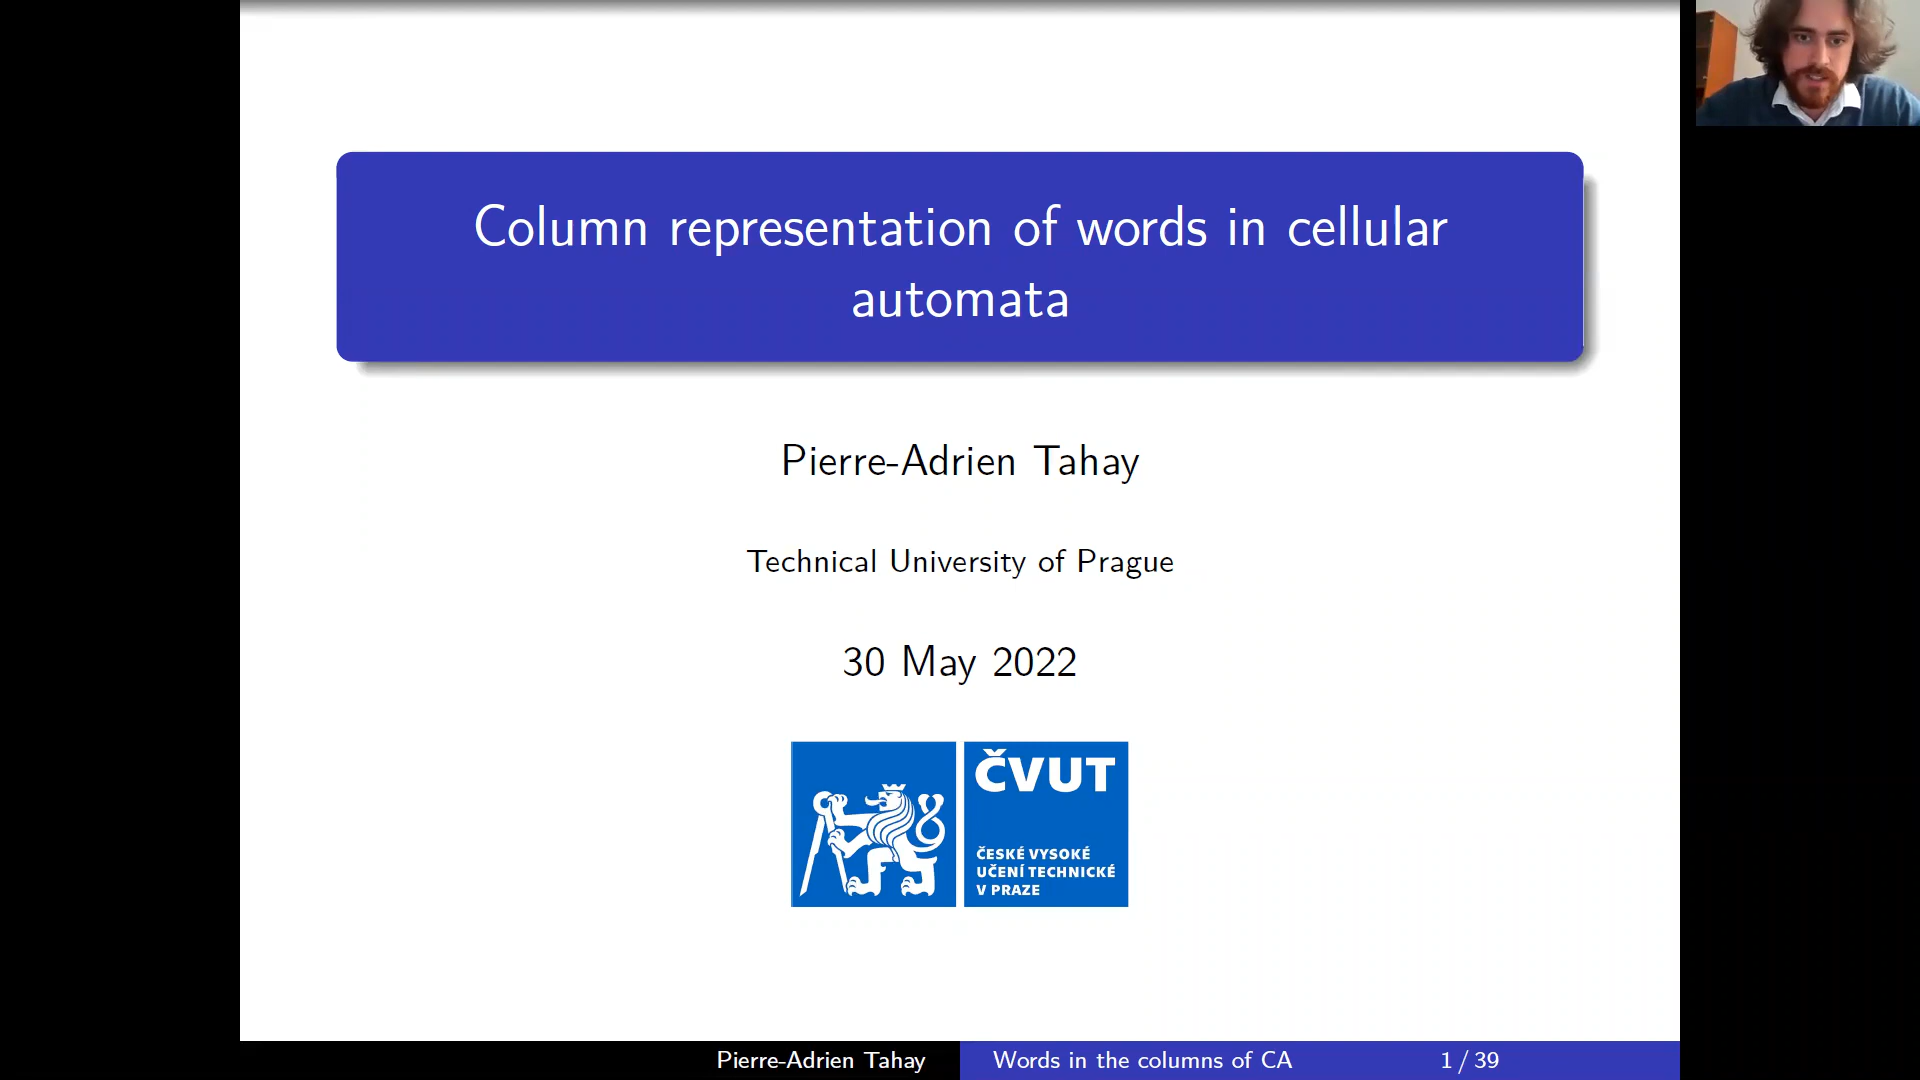 Column representation of words in cellular
automata
Pierre-Adrien Tahay
Technical University of Prague
30 May 2022
ČVUT
ČESKÉ VYSOKÉ
UČENÍ TECHNICKÉ
V PRAZE
Pierre-Adrien Tahay
Words in the columns of CA
1 / 39